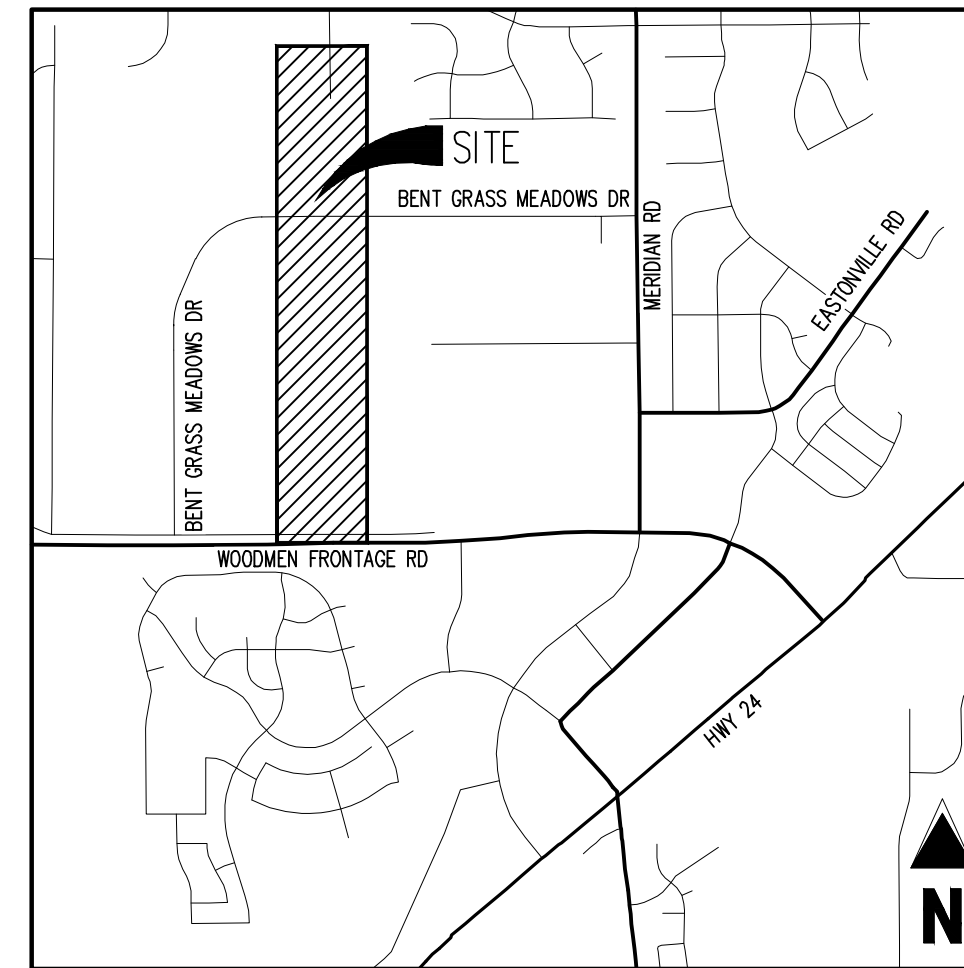 SITE
BENT GRASS MEADOWS DR
MERIDIAN RD
EASTONVILLE RD
BENT GRASS MEADOWS DR
WOODMEN FRONTAGE RD
HWY 24
N